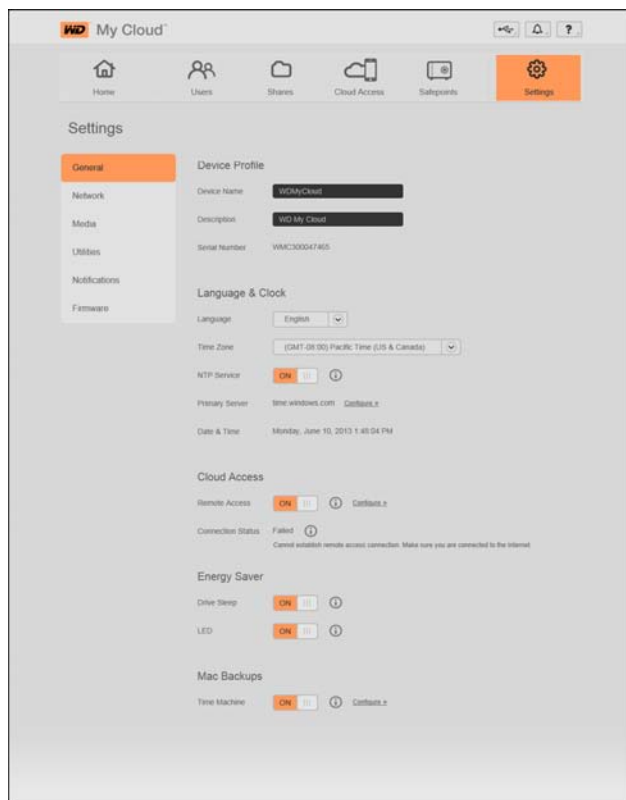 WD My Cloud™
?
Home Users Shares Cloud Access Safepoints Settings
Settings
General
Network
Media
Utilities
Notifications
Firmware
Device Profile
Device Name WDMyCloud
Description WD My Cloud
Serial Number WMC300047465
Language & Clock
Language English
Time Zone (GMT-08:00) Pacific Time (US & Canada)
NTP Service ON
Primary Server time.windows.com Configure »
Date & Time Monday, June 10, 2013 1:48:04 PM
Cloud Access
Remote Access ON Configure »
Connection Status Failed
Cannot establish remote access connection. Make sure you are connected to the Internet
Energy Saver
Drive Sleep ON
LED ON
Mac Backups
Time Machine ON Configure »